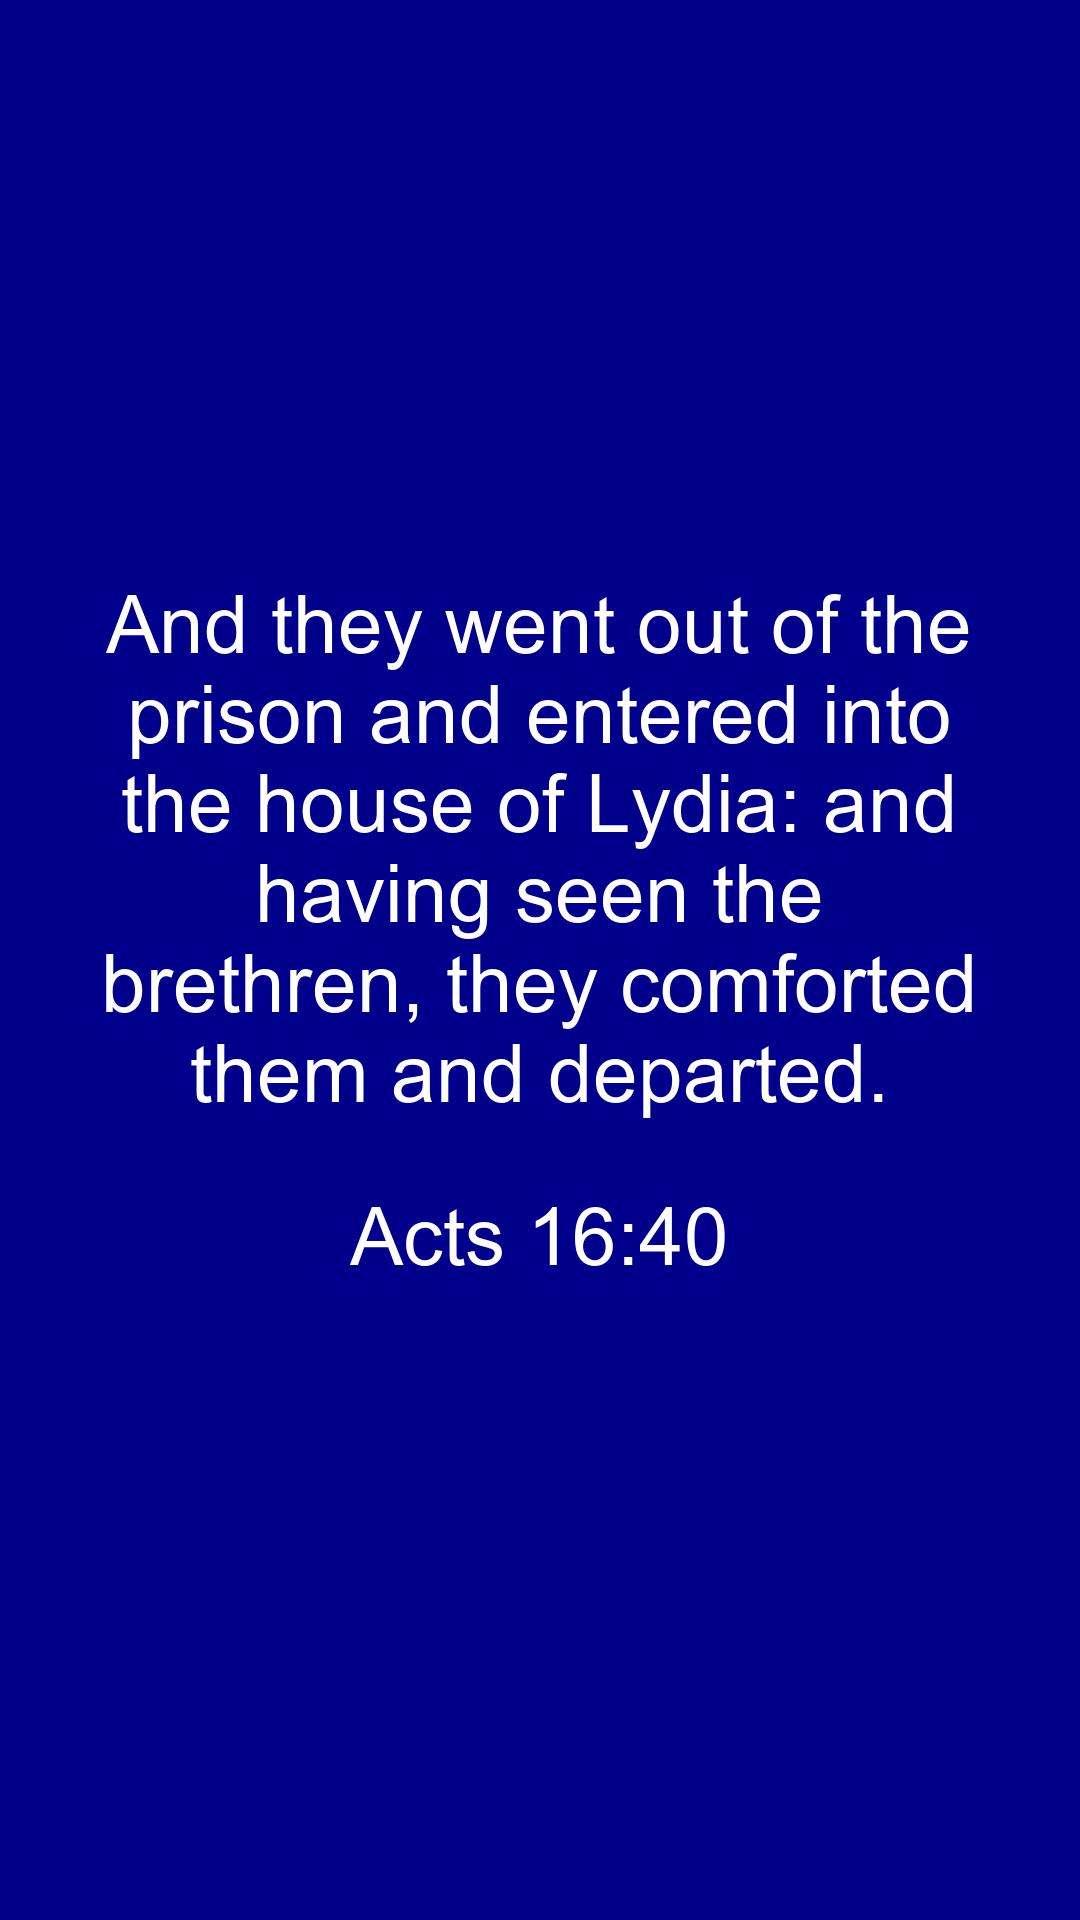 And they went out of the
prison and entered into
the house of Lydia: and
having seen the
brethren, they comforted
them and departed.
Acts 16:40